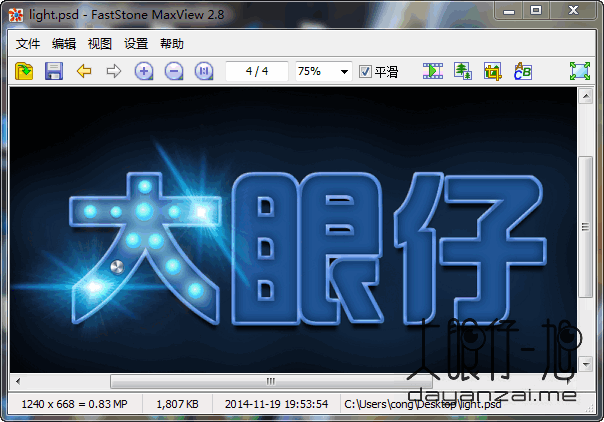 light.psd - FastStone MaxView 2.8
文件 编辑 视图 设置 帮助
1:1 4 / 4 75% 平滑 A C B
大眼仔
大眼仔~旭
dayanzai.me
1240 x 668 = 0.83 MP 1,807 KB 2014-11-19 19:53:54 C:\Users\cong\Desktop\light.psd